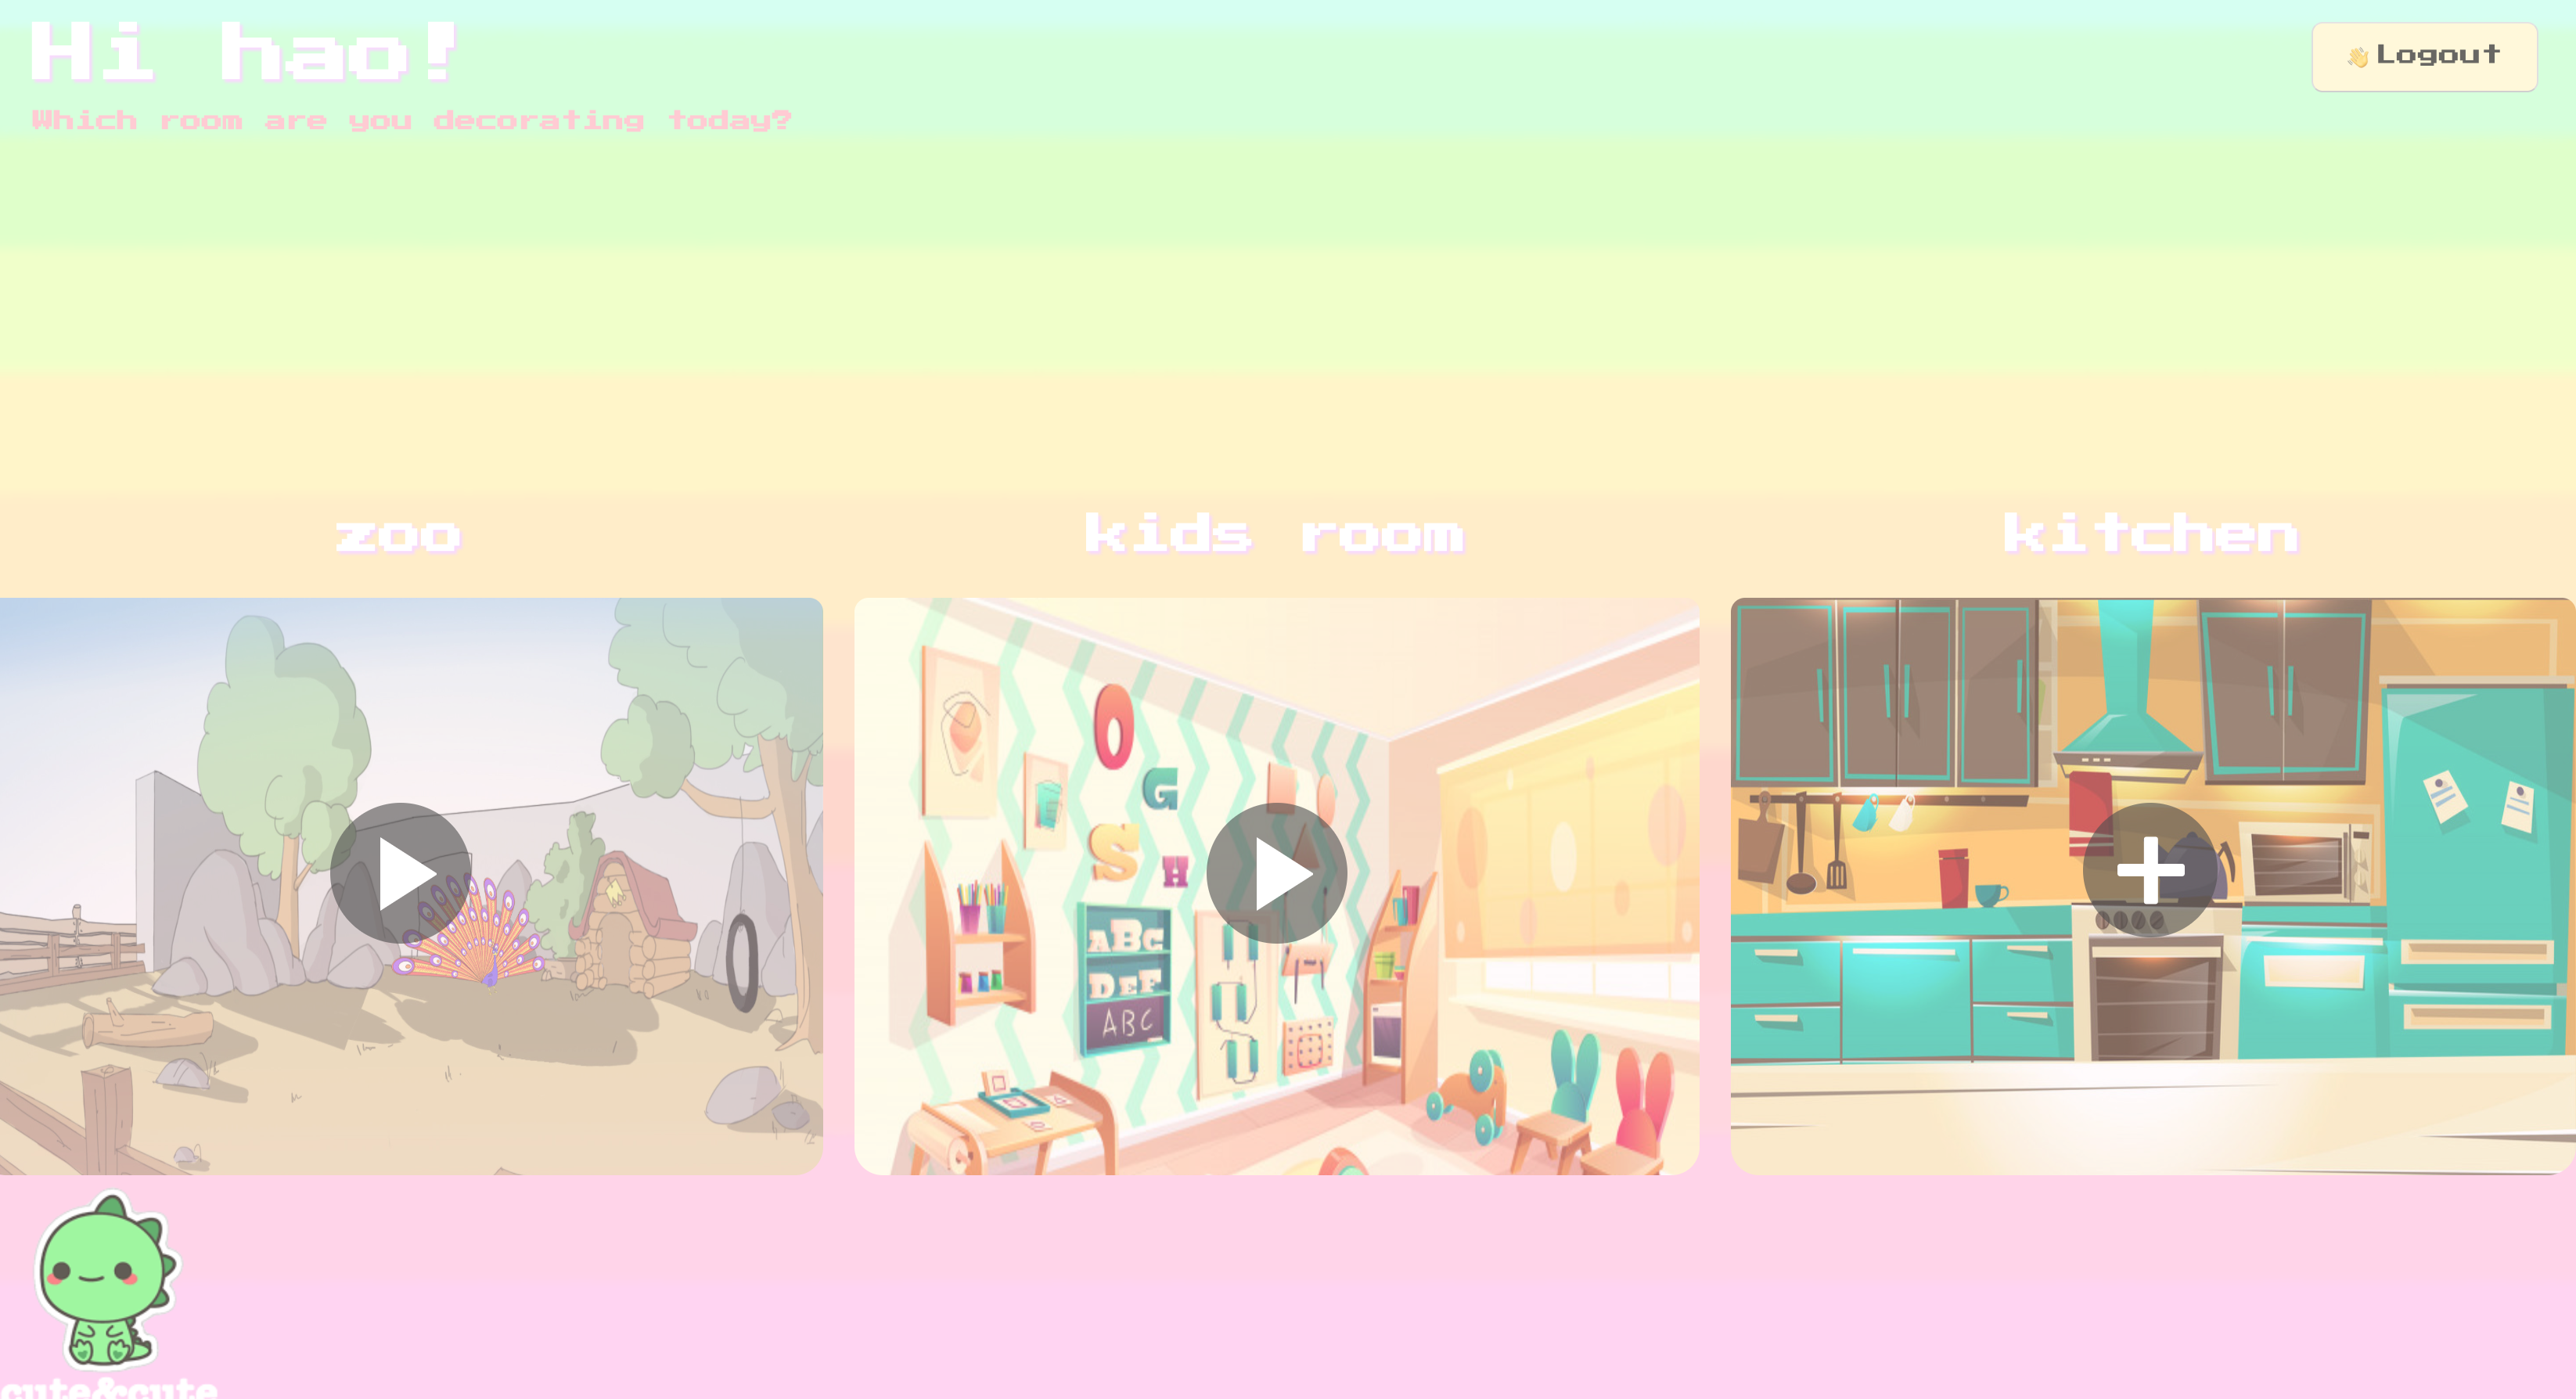 Hi hao!
👋 Logout
Which room are you decorating today?
zoo
kids room
kitchen
O
G
S
H
ABC
DEF
ABC
cute&cute